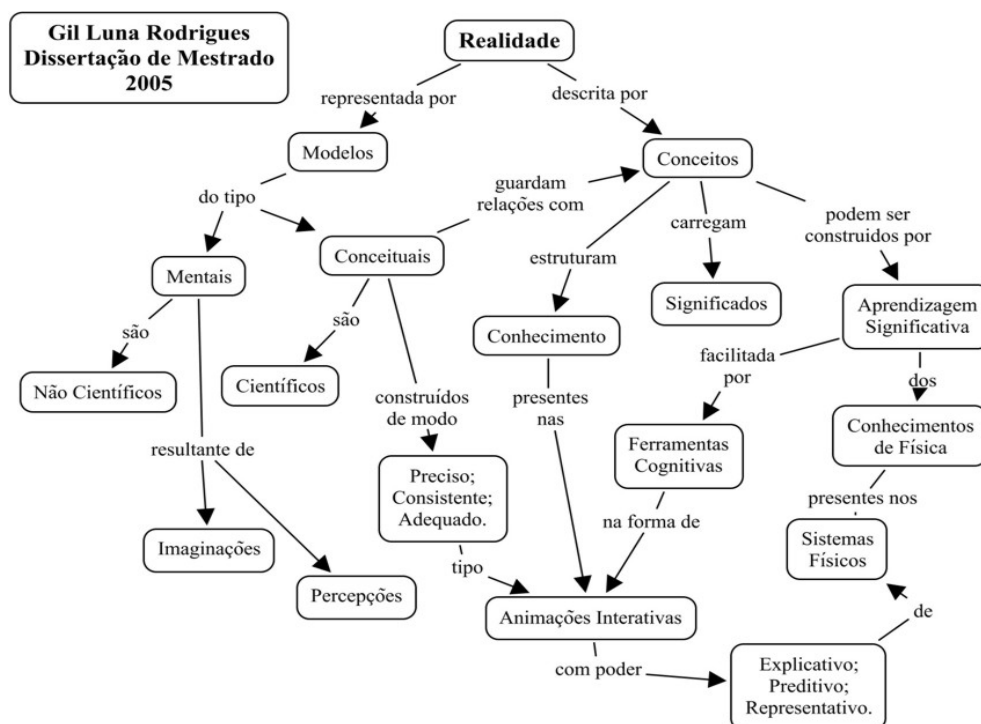 Gil Luna Rodrigues
Dissertação de Mestrado
2005
Realidade
representada por
descrita por
Modelos
Conceitos
do tipo
guardam
relações com
carregam
podem ser
construidos por
Mentais
Conceituais
estruturam
Significados
Aprendizagem
Significativa
são
são
Conhecimento
facilitada
por
dos
Não Científicos
Científicos
construídos
de modo
presentes
nas
Ferramentas
Cognitivas
Conhecimentos
de Física
resultante de
Preciso;
Consistente;
Adequado.
na forma de
presentes nos
Imaginações
tipo
Sistemas
Físicos
Percepções
Animações Interativas
de
com poder
Explicativo;
Preditivo;
Representativo.